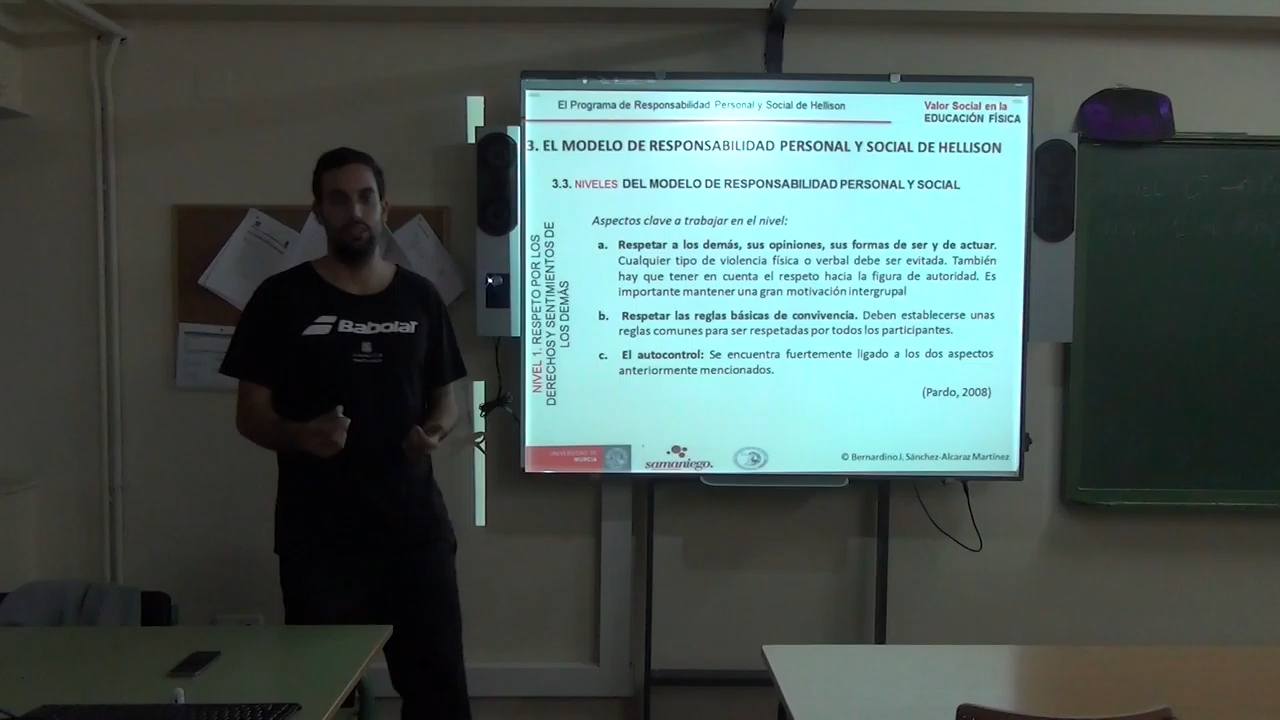 El Programa de Responsabilidad Personal y Social de Hellison
Valor Social en la
EDUCACIÓN FÍSICA
3. EL MODELO DE RESPONSABILIDAD PERSONAL Y SOCIAL DE HELLISON
3.3. NIVELES DEL MODELO DE RESPONSABILIDAD PERSONAL Y SOCIAL
NIVEL 1. RESPETO POR LOS
DERECHOS Y SENTIMIENTOS DE
LOS DEMÁS
Aspectos clave a trabajar en el nivel:
a. Respetar a los demás, sus opiniones, sus formas de ser y de actuar.
Cualquier tipo de violencia física o verbal debe ser evitada. También
hay que tener en cuenta el respeto hacia la figura de autoridad. Es
importante mantener una gran motivación intergrupal
b. Respetar las reglas básicas de convivencia. Deben establecerse unas
reglas comunes para ser respetadas por todos los participantes.
c. El autocontrol: Se encuentra fuertemente ligado a los dos aspectos
anteriormente mencionados.
(Pardo, 2008)
UNIVERSIDAD DE
MURCIA
samaniego.
© Bernardino J. Sánchez-Alcaraz Martínez
Babolat